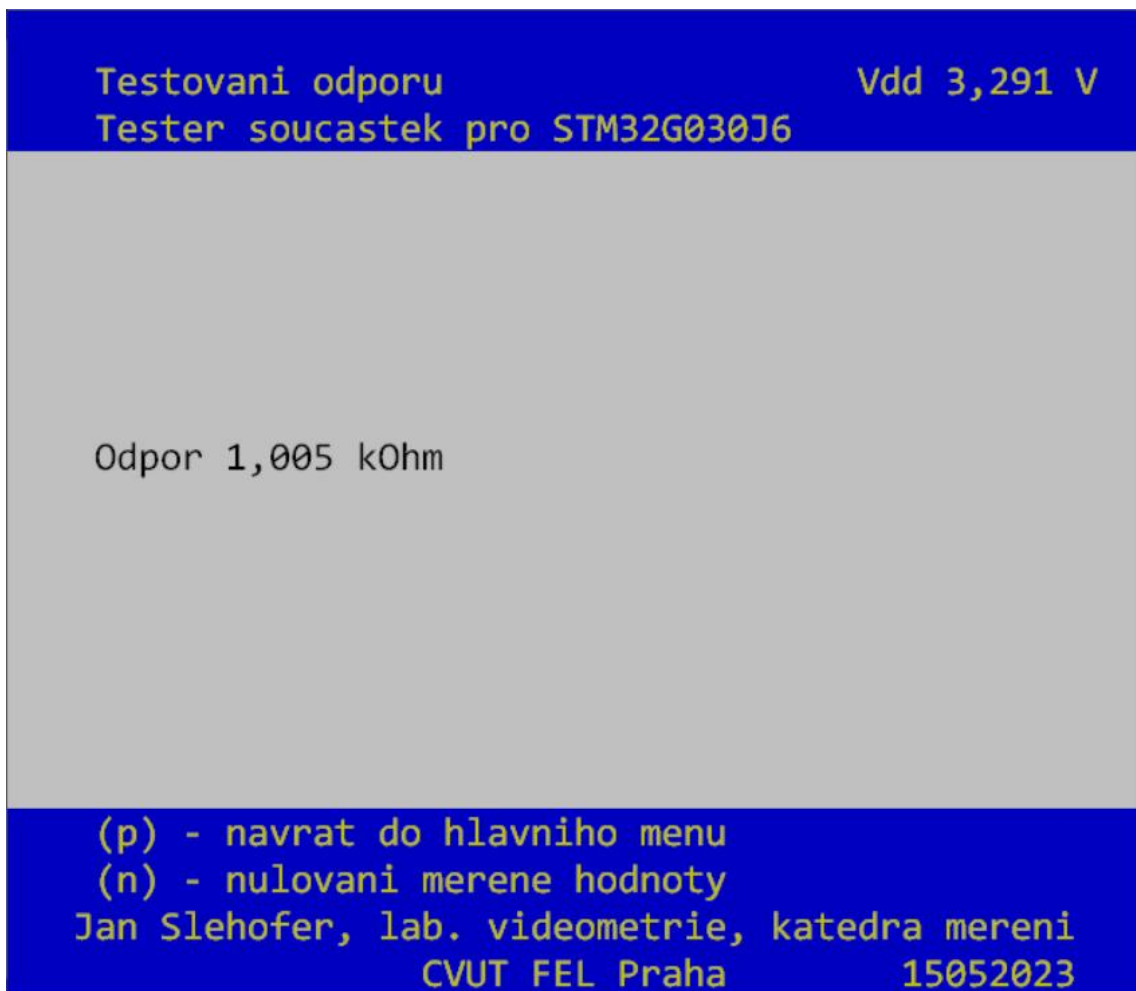 Testovani odporu Vdd 3,291 V
Tester soucastek pro STM32G030J6
Odpor 1,005 kOhm
(p) - navrat do hlavniho menu
(n) - nulovani merene hodnoty
Jan Slehofer, lab. videometrie, katedra mereni
CVUT FEL Praha 15052023